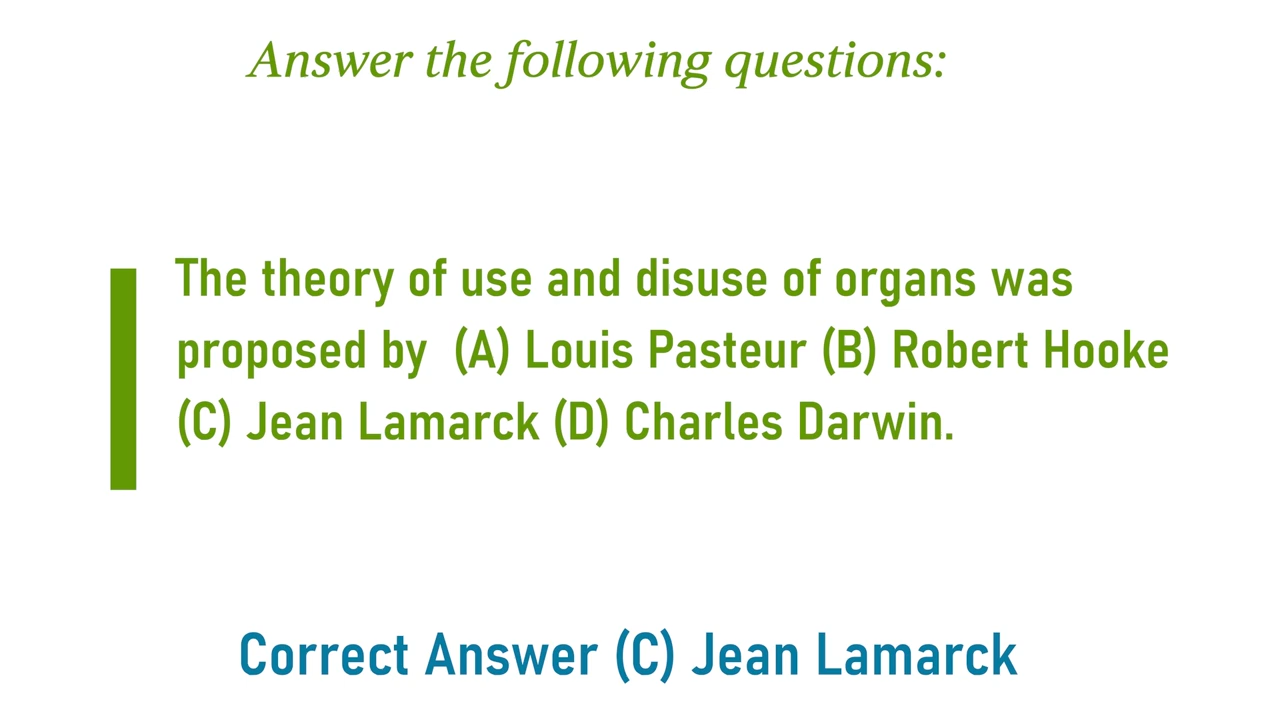 Answer the following questions:
The theory of use and disuse of organs was
proposed by  (A) Louis Pasteur (B) Robert Hooke
(C) Jean Lamarck (D) Charles Darwin.
Correct Answer (C) Jean Lamarck